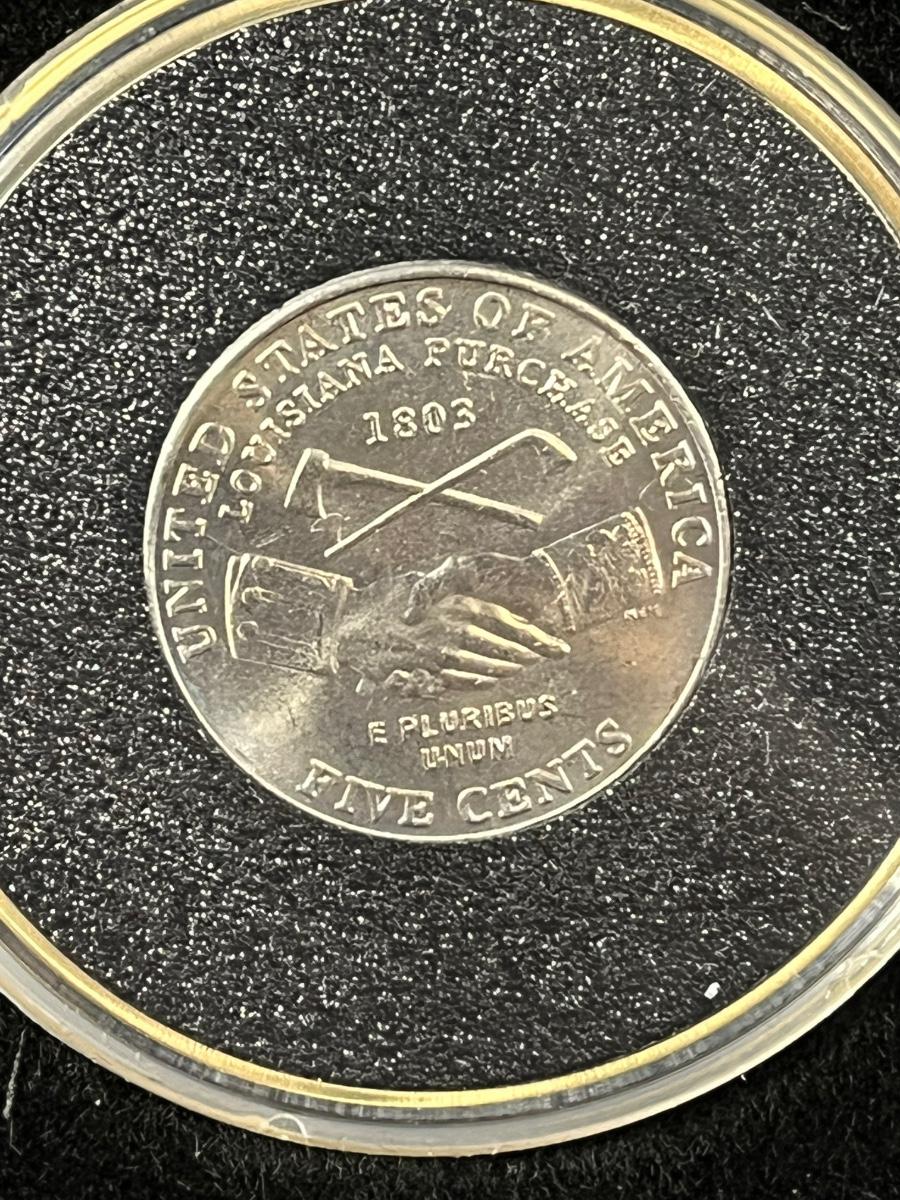 UNITED STATES OF AMERICA
LOUISIANA PURCHASE
1803
E PLURIBUS
UNUM
FIVE CENTS